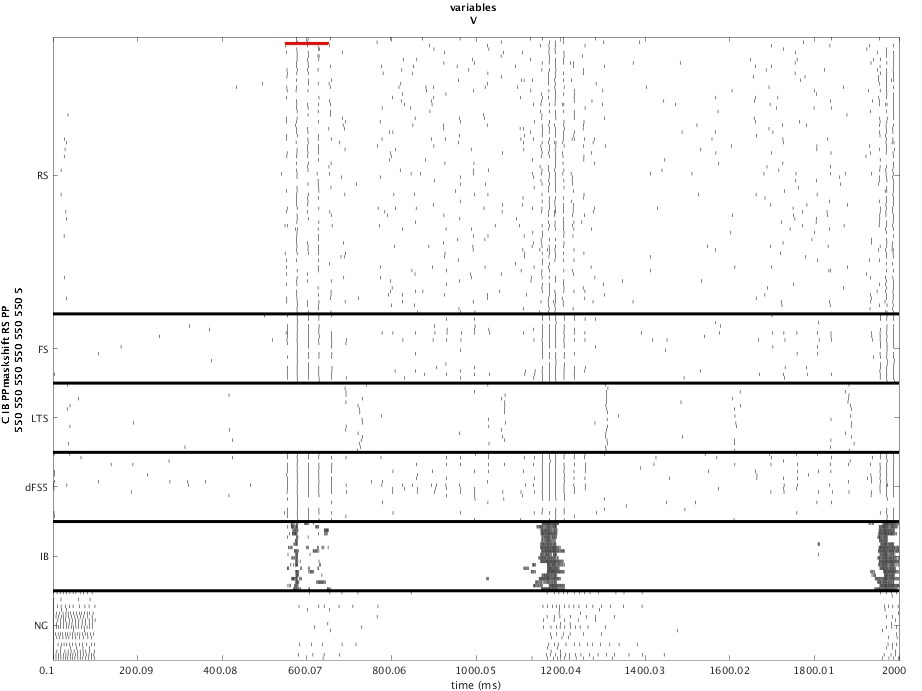 variables
V
C IB PPmaskshift RS PP
550 550 550 550 550 550 5
RS
FS
LTS
dFS5
IB
NG
0.1 200.09 400.08 600.07 800.06 1000.05 1200.04 1400.03 1600.02 1800.01 2000
time (ms)